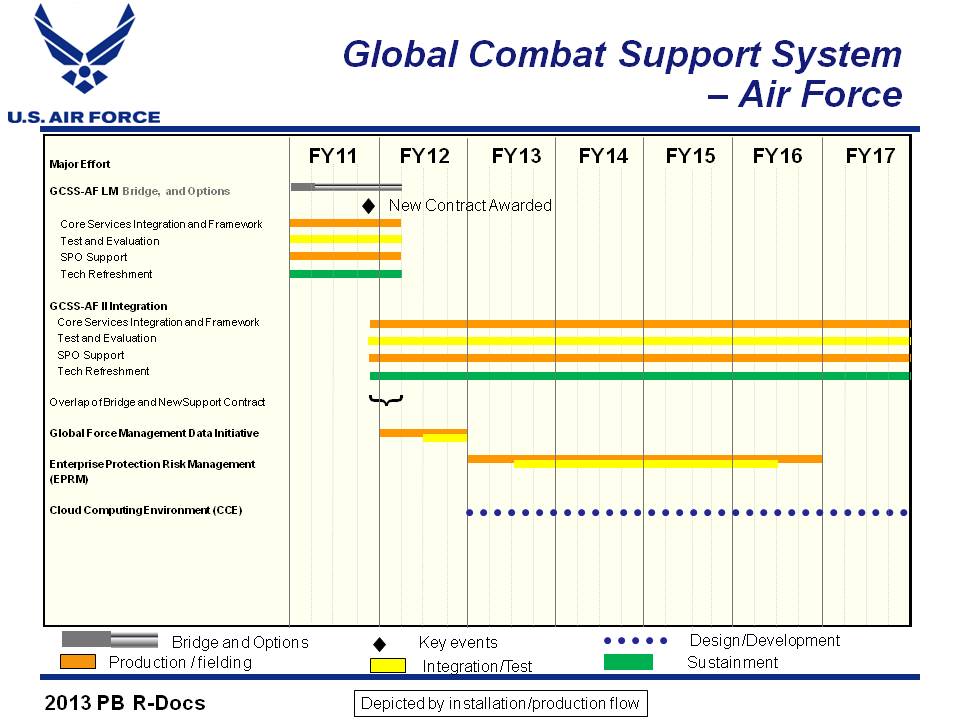 Global Combat Support System
– Air Force
U.S. AIR FORCE
Major Effort
FY11 FY12 FY13 FY14 FY15 FY16 FY17
GCSS-AF LM Bridge, and Options
New Contract Awarded
Core Services Integration and Framework
Test and Evaluation
SPO Support
Tech Refreshment
GCSS-AF II Integration
Core Services Integration and Framework
Test and Evaluation
SPO Support
Tech Refreshment
Overlap of Bridge and New Support Contract
Global Force Management Data Initiative
Enterprise Protection Risk Management
(EPRM)
Cloud Computing Environment (CCE)
Bridge and Options
Key events
Design/Development
Production / fielding
Integration/Test
Sustainment
2013 PB R-Docs
Depicted by installation/production flow